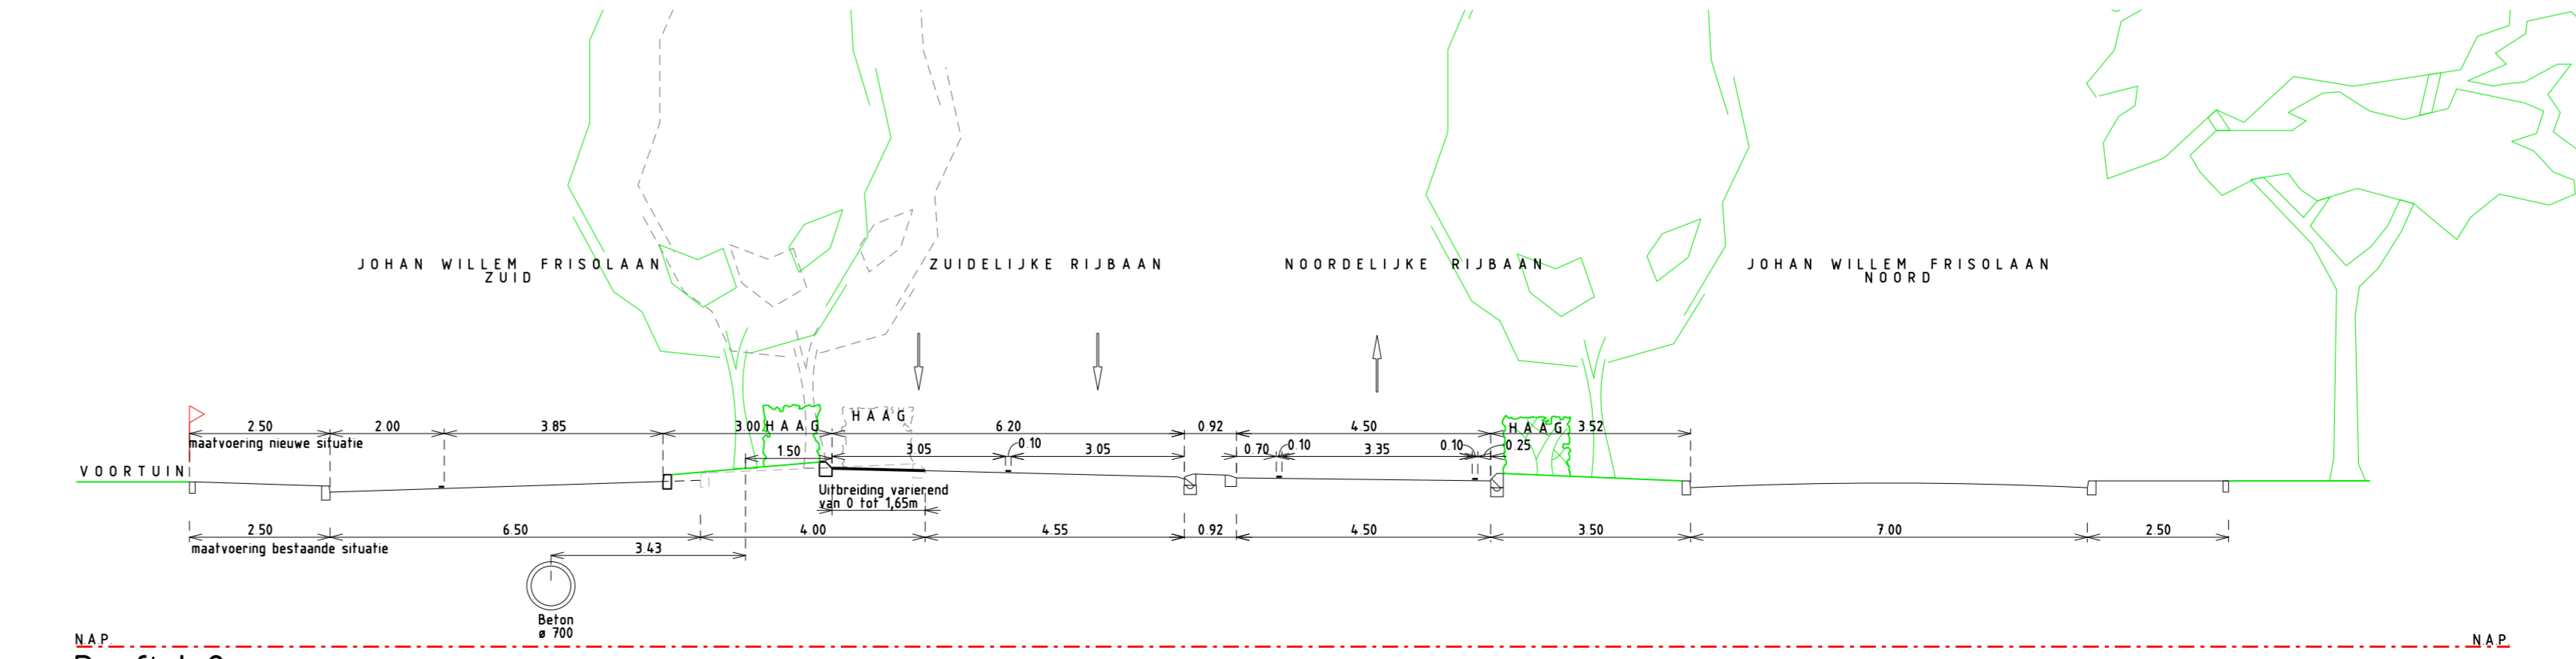 JOHAN WILLEM FRISOLAAN
ZUID
ZUIDELIJKE RIJBAAN
NOORDELIJKE RIJBAAN
JOHAN WILLEM FRISOLAAN
NOORD
HAAG
2.50 2.00 3.85 3.00 HAAG 6.20 0.92 4.50 HAAG 3.52
maatvoering nieuwe situatie
1.50 3.05 0.10 3.05 0.70 0.10 3.35 0.10 0.25
VOORTUIN
Uitbreiding varierend
van 0 tot 1,65m
2.50 6.50 4.00 4.55 0.92 4.50 3.50 7.00 2.50
maatvoering bestaande situatie
3.43
Beton
ø 700
N.A.P. N.A.P.